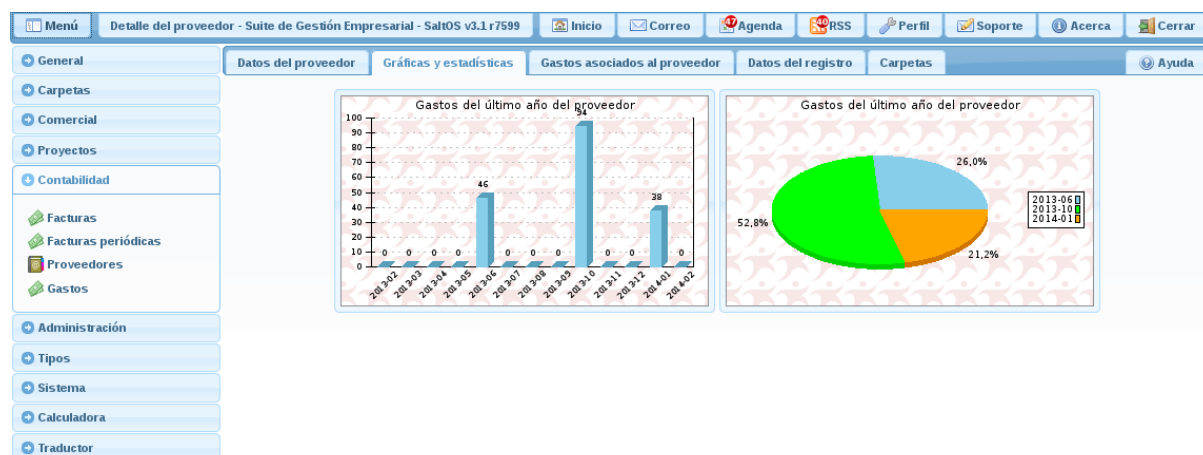 Menú
Detalle del proveedor - Suite de Gestión Empresarial - SaltOS v3.1 r7599
Inicio
Correo
47
Agenda
40
RSS
Perfil
Soporte
Acerca
Cerrar
General
Carpetas
Comercial
Proyectos
Contabilidad
Facturas
Facturas periódicas
Proveedores
Gastos
Administración
Tipos
Sistema
Calculadora
Traductor
Datos del proveedor
Gráficas y estadísticas
Gastos asociados al proveedor
Datos del registro
Carpetas
Ayuda
Gastos del último año del proveedor
100
90
80
70
60
50
40
30
20
10
0
0
0
0
0
46
0
0
0
94
0
0
38
0
2013-02
2013-03
2013-04
2013-05
2013-06
2013-07
2013-08
2013-09
2013-10
2013-11
2013-12
2014-01
2014-02
Gastos del último año del proveedor
26,0%
52,8%
21,2%
2013-06
2013-10
2014-01